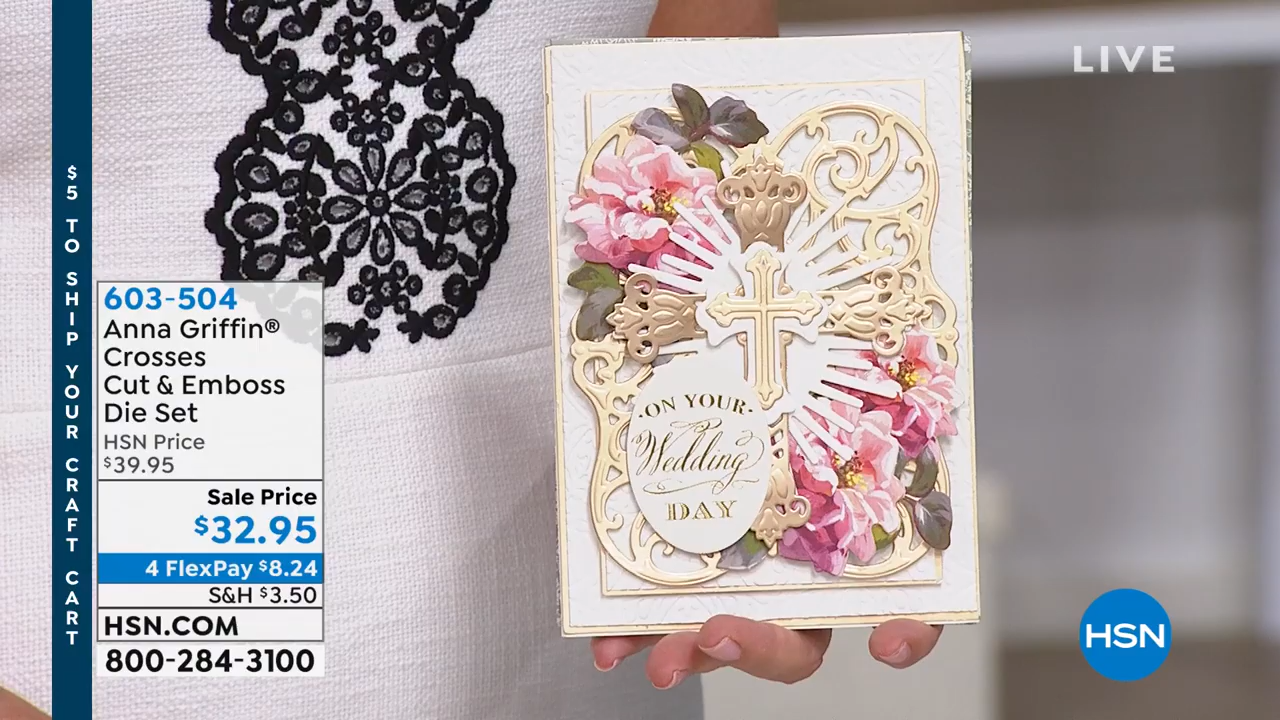 LIVE
$5 TO SHIP YOUR CRAFT CART
603-504
Anna Griffin®
Crosses
Cut & Emboss
Die Set
HSN Price
$39.95
Sale Price
$32.95
4 FlexPay $8.24
S&H $3.50
HSN.COM
800-284-3100
·ON YOUR·
Wedding
DAY
HSN